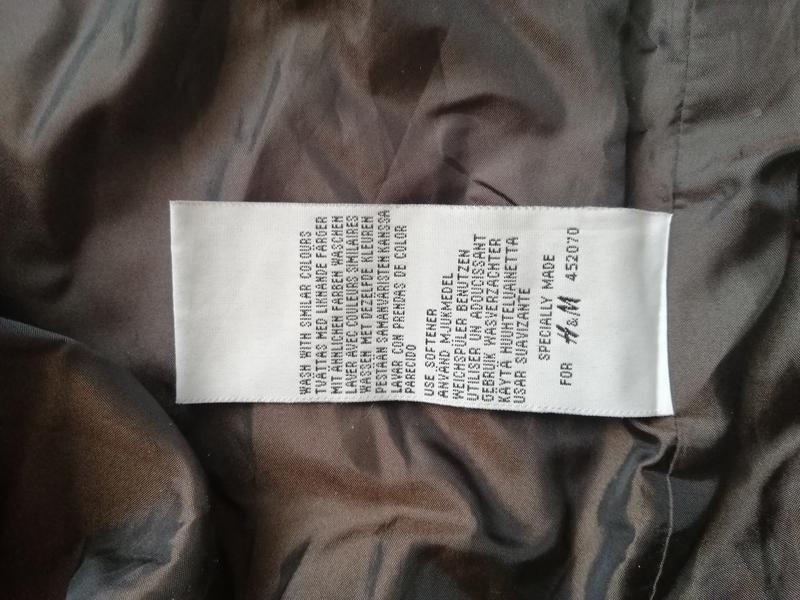 WASH WITH SIMILAR COLOURS
TVÄTTAS MED LIKNANDE FÄRGER
MIT ÄHNLICHEN FARBEN WASCHEN
LAVER AVEC COULEURS SIMILAIRES
WASSEN MET DEZELFDE KLEUREN
PESTÄÄN SAMANVÄRISTEN KANSSA
LAVAR CON PRENDAS DE COLOR
PARECIDO
USE SOFTENER
ANVÄND MJUKMEDEL
WEICHSPÜLER BENUTZEN
UTILISER UN ADOUCISSANT
GEBRUIK WASVERZACHTER
KÄYTÄ HUUHTELUAINETTA
USAR SUAVIZANTE
SPECIALLY MADE
FOR H&M 452070